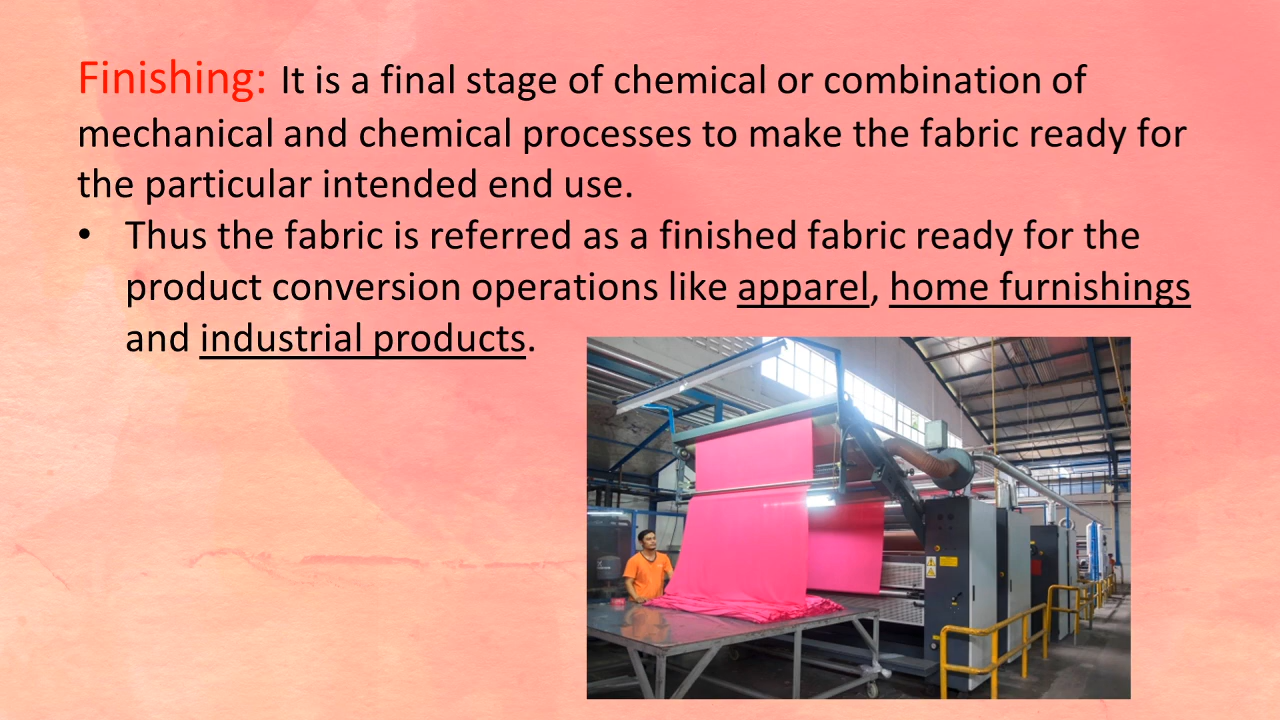 Finishing: It is a final stage of chemical or combination of
mechanical and chemical processes to make the fabric ready for
the particular intended end use.
• Thus the fabric is referred as a finished fabric ready for the
product conversion operations like apparel, home furnishings
and industrial products.